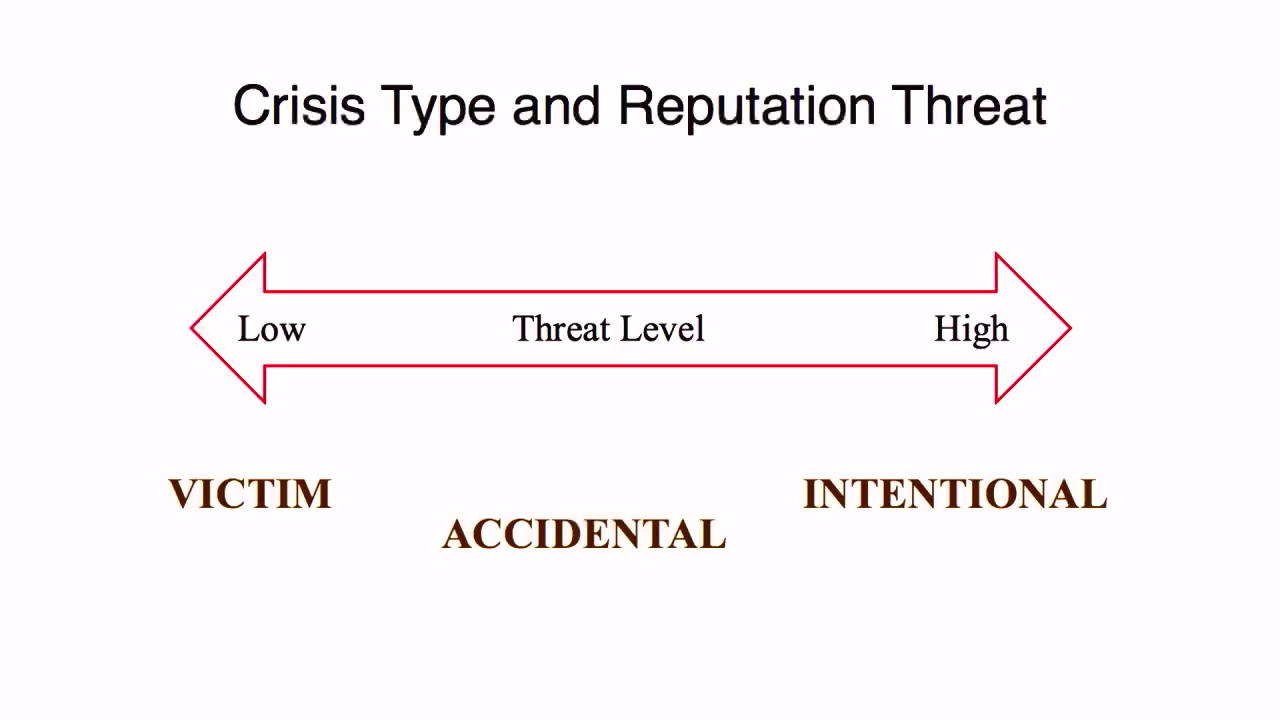 Crisis Type and Reputation Threat
Low Threat Level High
VICTIM
ACCIDENTAL
INTENTIONAL